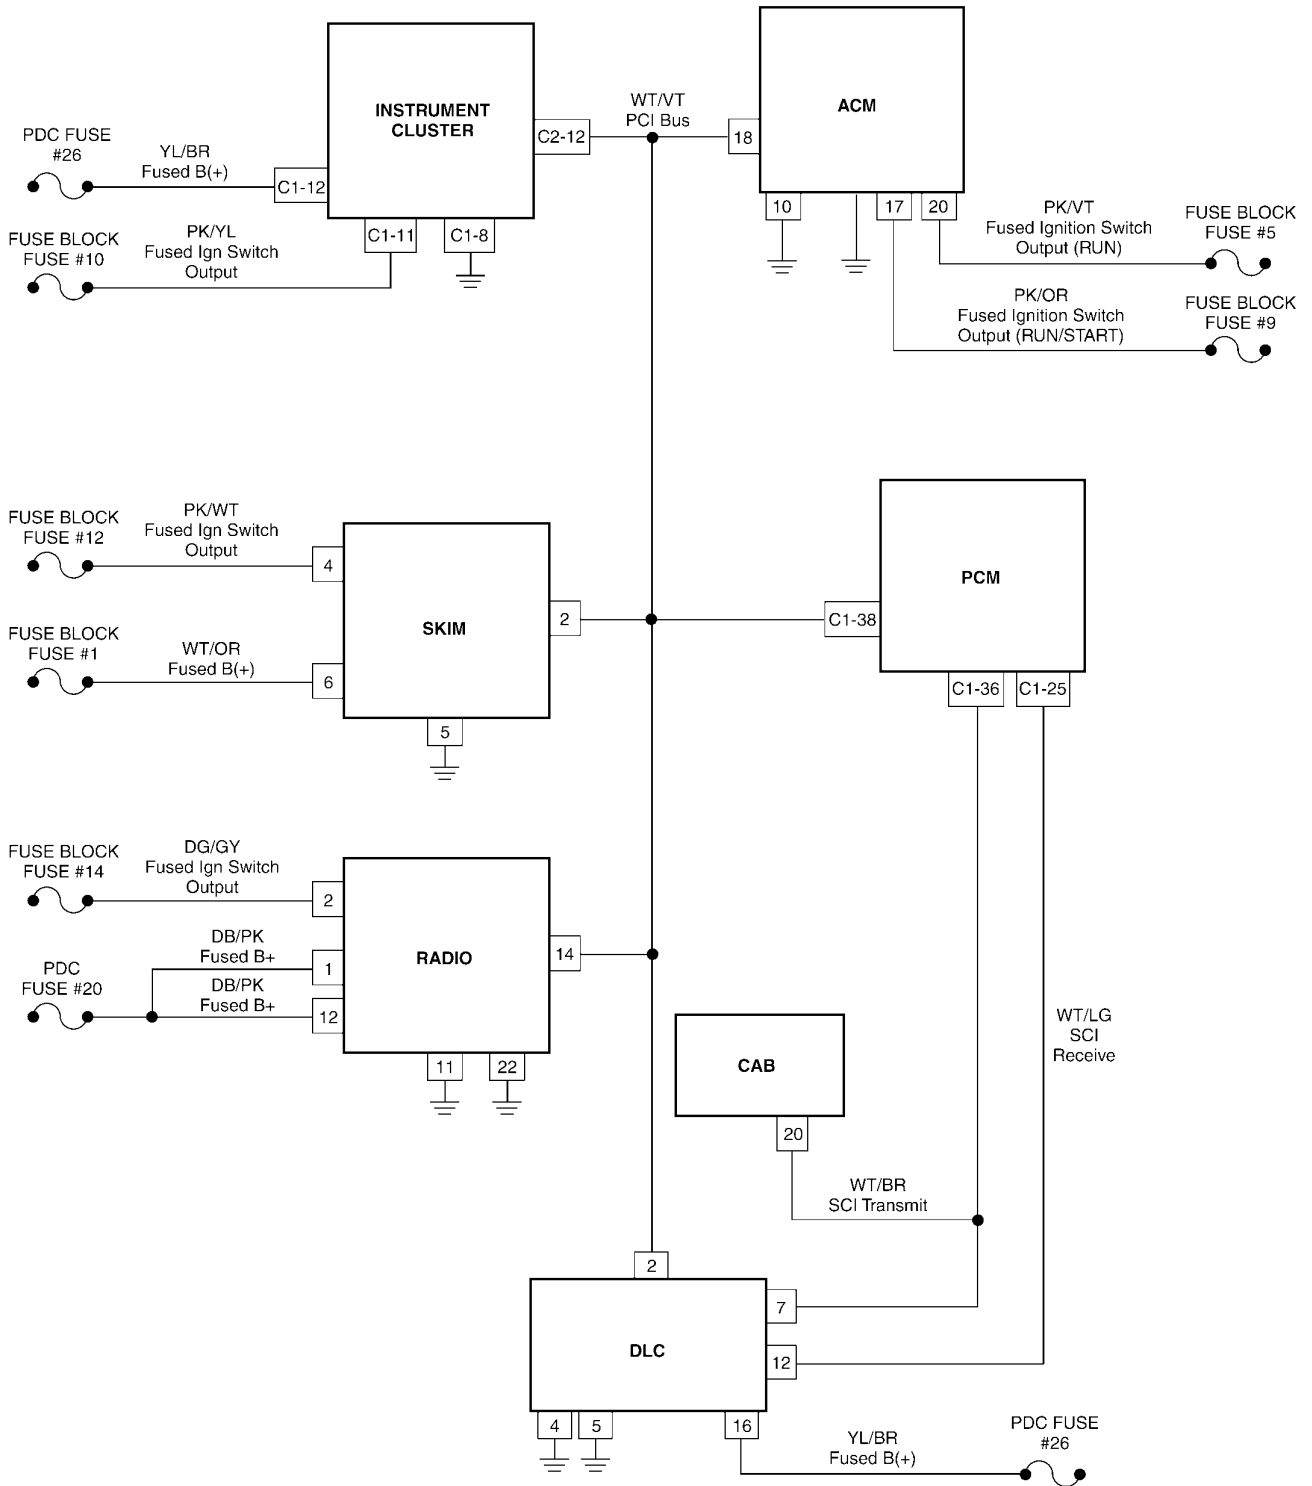 INSTRUMENT
CLUSTER
C1-12
C1-11
C1-8
C2-12
PDC FUSE
#26
YL/BR
Fused B(+)
FUSE BLOCK
FUSE #10
PK/YL
Fused Ign Switch
Output
WT/VT
PCI Bus
ACM
18
10
17
20
PK/VT
Fused Ignition Switch
Output (RUN)
FUSE BLOCK
FUSE #5
PK/OR
Fused Ignition Switch
Output (RUN/START)
FUSE BLOCK
FUSE #9
FUSE BLOCK
FUSE #12
PK/WT
Fused Ign Switch
Output
4
FUSE BLOCK
FUSE #1
WT/OR
Fused B(+)
6
SKIM
2
5
PCM
C1-38
C1-36
C1-25
FUSE BLOCK
FUSE #14
DG/GY
Fused Ign Switch
Output
2
DB/PK
Fused B+
1
PDC
FUSE #20
DB/PK
Fused B+
12
RADIO
14
11
22
WT/LG
SCI
Receive
CAB
20
WT/BR
SCI Transmit
2
DLC
7
12
4
5
16
YL/BR
Fused B(+)
PDC FUSE
#26